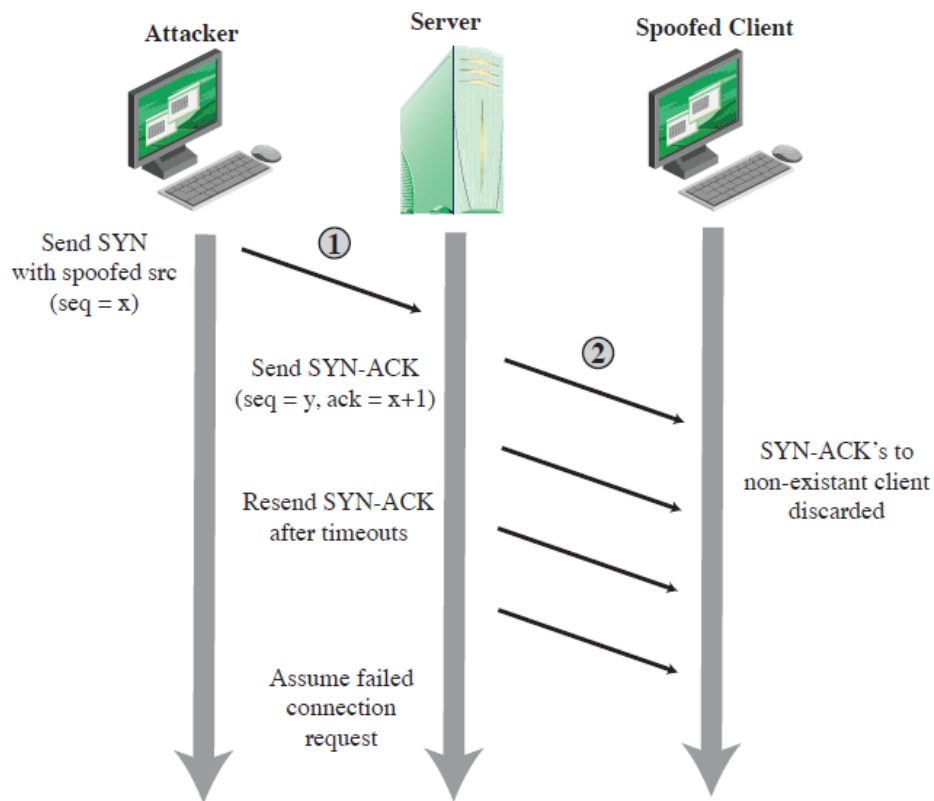 Attacker
Server
Spoofed Client
Send SYN
with spoofed src
(seq = x)
1
Send SYN-ACK
(seq = y, ack = x+1)
2
SYN-ACK's to
non-existant client
discarded
Resend SYN-ACK
after timeouts
Assume failed
connection
request